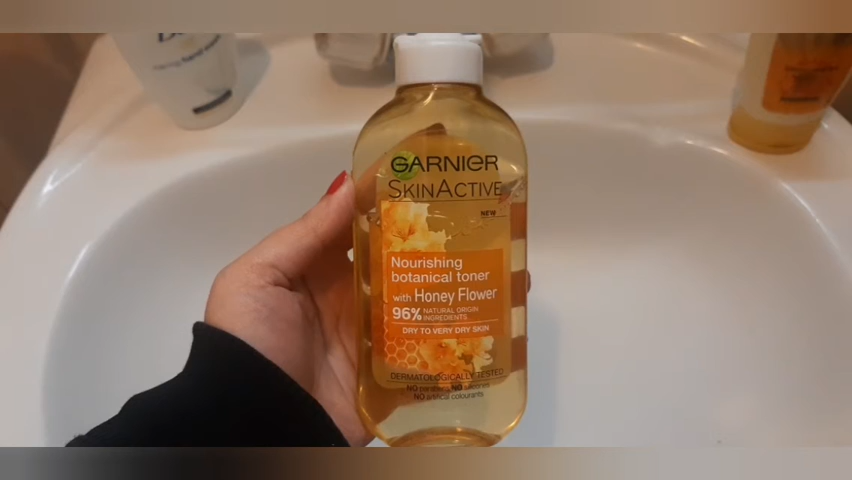 GARNIER
SKINACTIVE
NEW
Nourishing
botanical toner
with Honey Flower
96% NATURAL ORIGIN
INGREDIENTS
DRY TO VERY DRY SKIN
DERMATOLOGICALLY TESTED
NO parabens NO silicones
NO artificial colourants